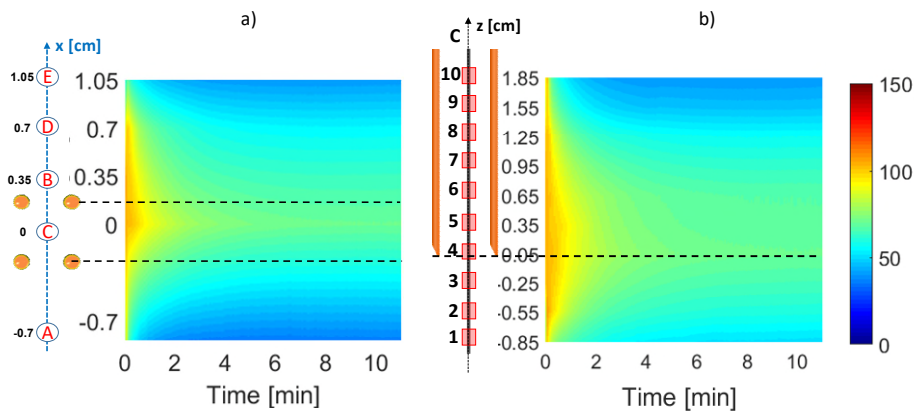 a)
x [cm]
1.05
E
0.7
D
0.35
B
0
C
-0.7
A
1.05
0.7
0.35
0
-0.7
0 2 4 6 8 10
Time [min]
b)
z [cm]
C
10
9
8
7
6
5
4
3
2
1
1.85
1.55
1.25
0.95
0.65
0.35
0.05
-0.25
-0.55
-0.85
0 2 4 6 8 10
Time [min]
150
100
50
0